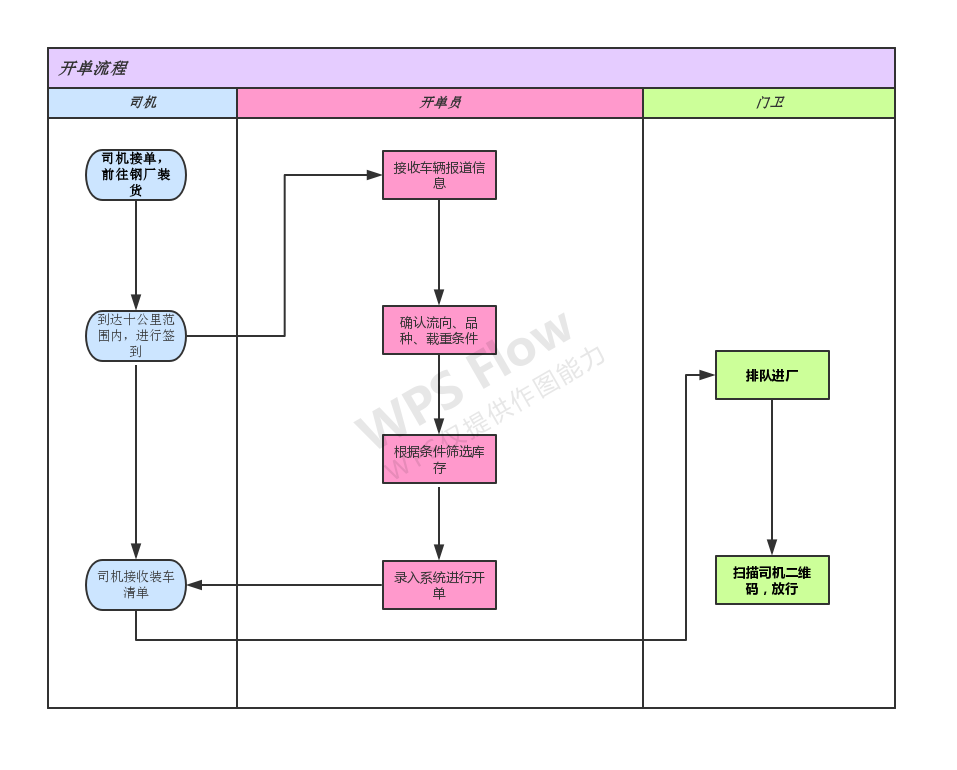 开单流程
司机
开单员
门卫
司机接单，
前往钢厂装
货
接收车辆报道信
息
到达十公里范
围内，进行签
到
确认流向、品
种、载重条件
WPS Flow
WPS仅提供作图能力
排队进厂
根据条件筛选库
存
司机接收装车
清单
录入系统进行开
单
扫描司机二维
码，放行